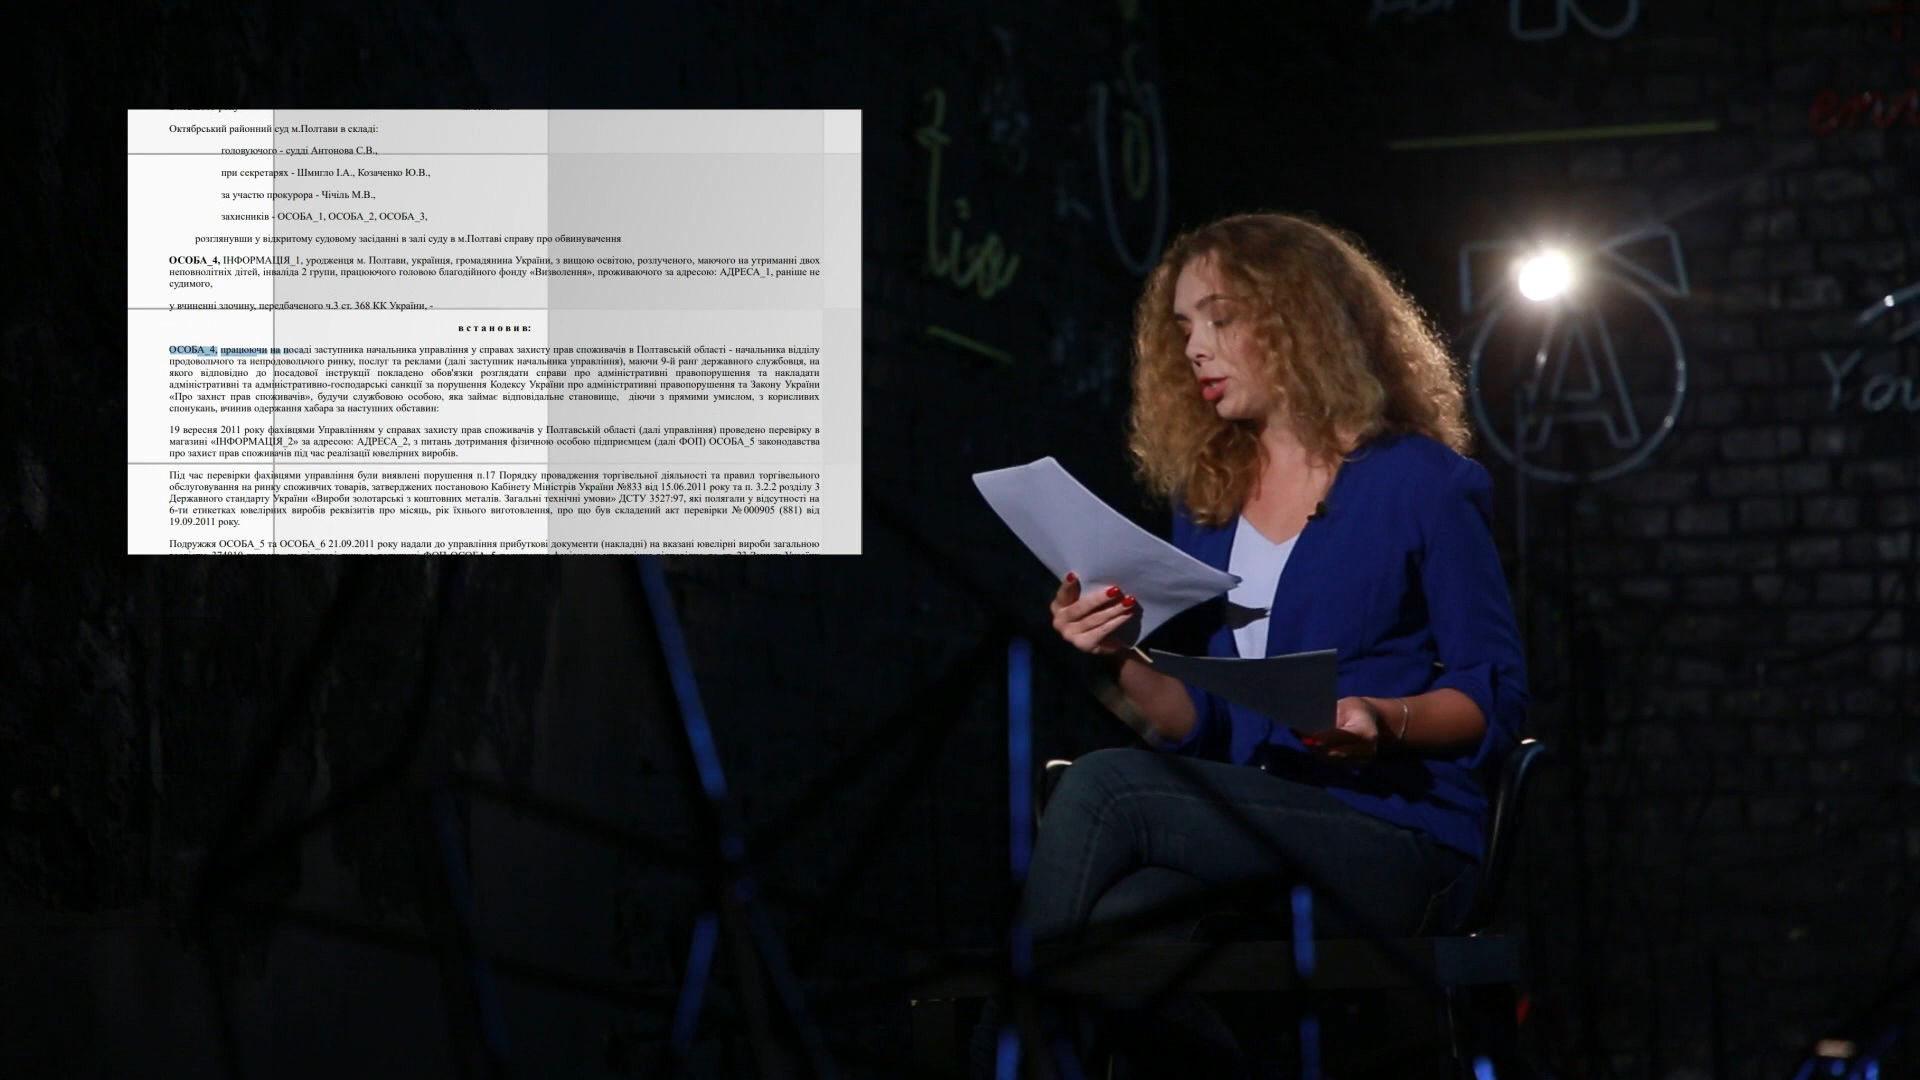 Октябрський районний суд м.Полтави в складі:
головуючого - судді Антонова С.В.,
при секретарях - Шмигло І.А., Козаченко Ю.В.,
за участю прокурора - Чічіль М.В.,
захисників - ОСОБА_1, ОСОБА_2, ОСОБА_3,
розглянувши у відкритому судовому засіданні в залі суду в м.Полтаві справу про обвинувачення
ОСОБА_4, ІНФОРМАЦІЯ_1, уродженця м. Полтави, українця, громадянина України, з вищою освітою, розлученого, маючого на утриманні двох
неповнолітніх дітей, інваліда 2 групи, працюючого головою благодійного фонду «Визволення», проживаючого за адресою: АДРЕСА_1, раніше не
судимого,
у вчиненні злочину, передбаченого ч.3 ст. 368 КК України, -
в с т а н о в и в:
ОСОБА_4, працюючи на посаді заступника начальника управління у справах захисту прав споживачів в Полтавській області - начальника відділу
продовольчого та непродовольчого ринку, послуг та реклами (далі заступник начальника управління), маючи 9-й ранг державного службовця, на
якого відповідно до посадової інструкції покладено обов'язки розглядати справи про адміністративні правопорушення та накладати
адміністративні та адміністративно-господарські санкції за порушення Кодексу України про адміністративні правопорушення та Закону України
«Про захист прав споживачів», будучи службовою особою, яка займає відповідальне становище, діючи з прямими умислом, з корисливих
спонукань, вчинив одержання хабара за наступних обставин:
19 вересня 2011 року фахівцями Управлінням у справах захисту прав споживачів у Полтавській області (далі управління) проведено перевірку в
магазині «ІНФОРМАЦІЯ_2» за адресою: АДРЕСА_2, з питань дотримання фізичною особою підприємцем (далі ФОП) ОСОБА_5 законодавства
про захист прав споживачів під час реалізації ювелірних виробів.
Під час перевірки фахівцями управління були виявлені порушення п.17 Порядку провадження торгівельної діяльності та правил торгівельного
обслуговування на ринку споживчих товарів, затверджених постановою Кабінету Міністрів України №833 від 15.06.2011 року та п. 3.2.2 розділу 3
Державного стандарту України «Вироби золотарські з коштовних металів. Загальні технічні умови» ДСТУ 3527:97, які полягали у відсутності на
6-ти етикетках ювелірних виробів реквізитів про місяць, рік їхнього виготовлення, про що був складений акт перевірки №000905 (881) від
19.09.2011 року.
Подружжя ОСОБА_5 та ОСОБА_6 21.09.2011 року надали до управління прибуткові документи (накладні) на вказані ювелірні вироби загальною
You